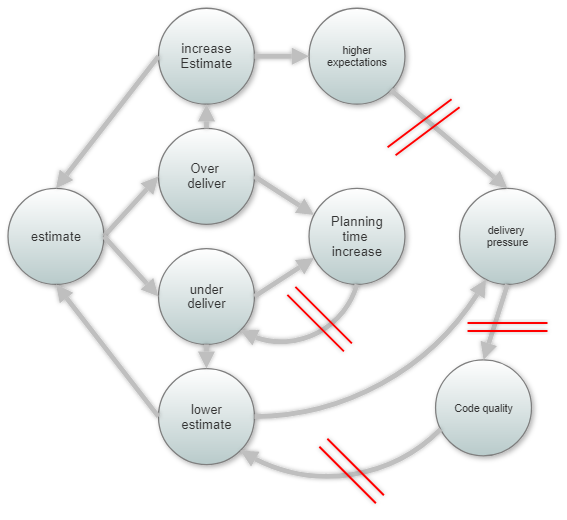 increase
Estimate
higher
expectations
Over
deliver
estimate
Planning
time
increase
delivery
pressure
under
deliver
lower
estimate
Code quality